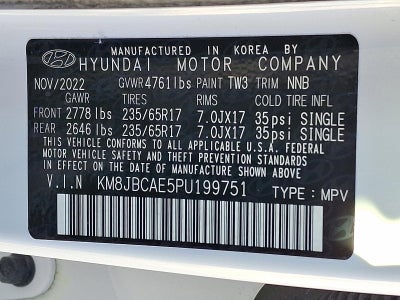 MANUFACTURED IN KOREA BY
HYUNDAI MOTOR COMPANY
NOV/2022 GVWR 4761 lbs PAINT TW3 TRIM NNB
GAWR TIRES RIMS COLD TIRE INFL
FRONT 2778 lbs 235/65R17 7.0JX17 35psi SINGLE
REAR 2646 lbs 235/65R17 7.0JX17 35psi SINGLE
THIS VEHICLE CONFORMS TO ALL APPLICABLE U.S.A. FEDERAL
MOTOR VEHICLE SAFETY AND THEFT PREVENTION STANDARDS
IN EFFECT ON THE DATE OF MANUFACTURE SHOWN ABOVE.
V.I.N KM8JBCAE5PU199751 TYPE : MPV